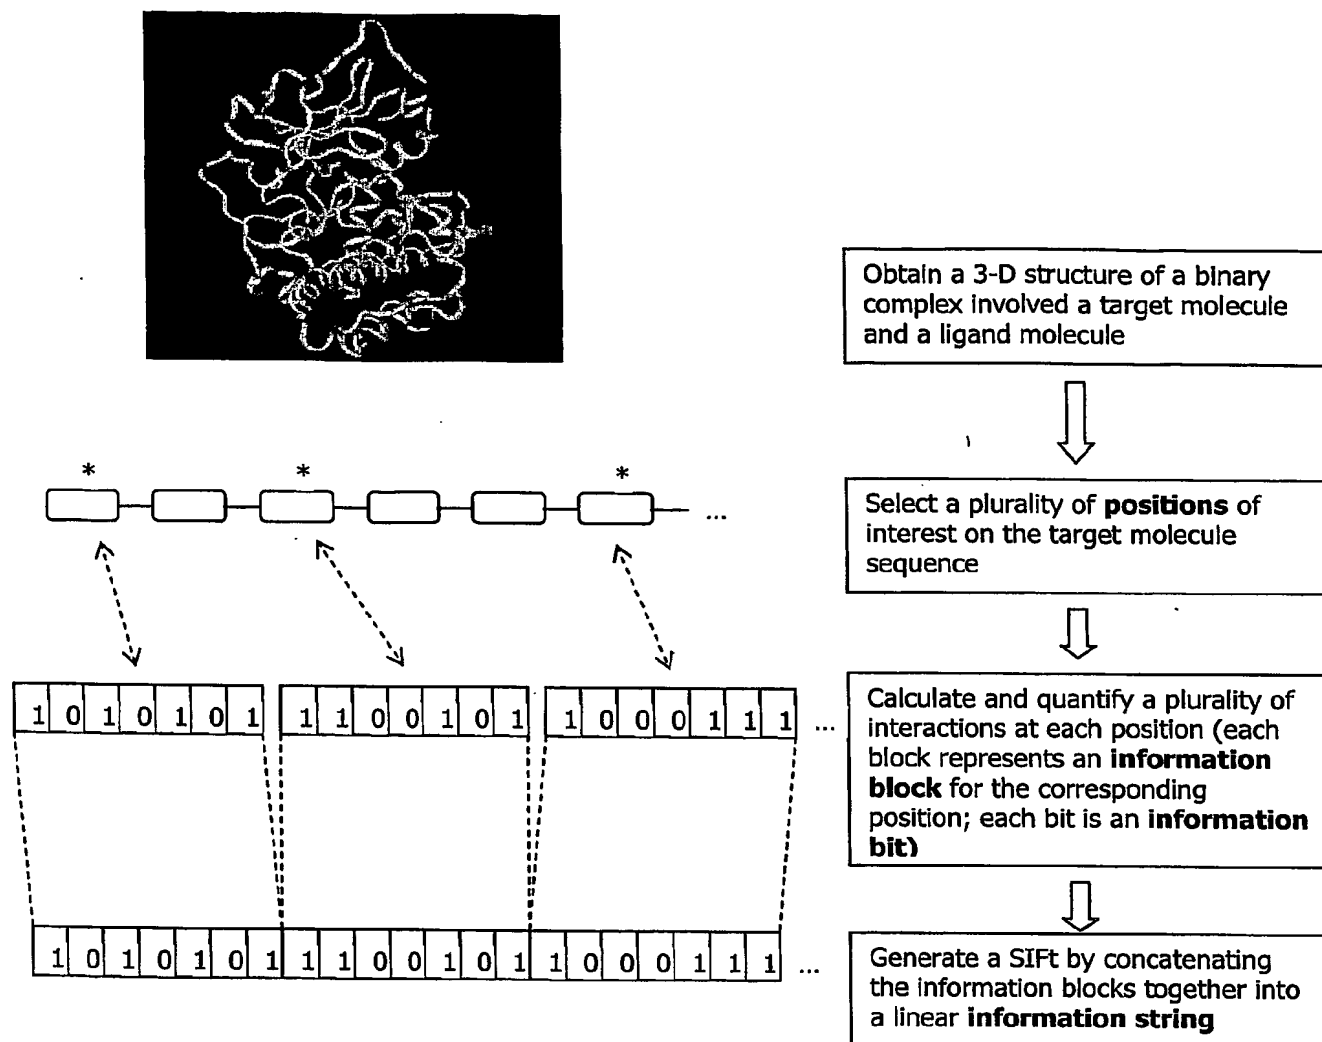 Obtain a 3-D structure of a binary
complex involved a target molecule
and a ligand molecule
* * *
...
Select a plurality of positions of
interest on the target molecule
sequence
1 0 1 0 1 0 1 1 1 0 0 1 0 1 1 0 0 0 1 1 1 ...
Calculate and quantify a plurality of
interactions at each position (each
block represents an information
block for the corresponding
position; each bit is an information
bit)
1 0 1 0 1 0 1 1 1 0 0 1 0 1 1 0 0 0 1 1 1 ...
Generate a SIFt by concatenating
the information blocks together into
a linear information string